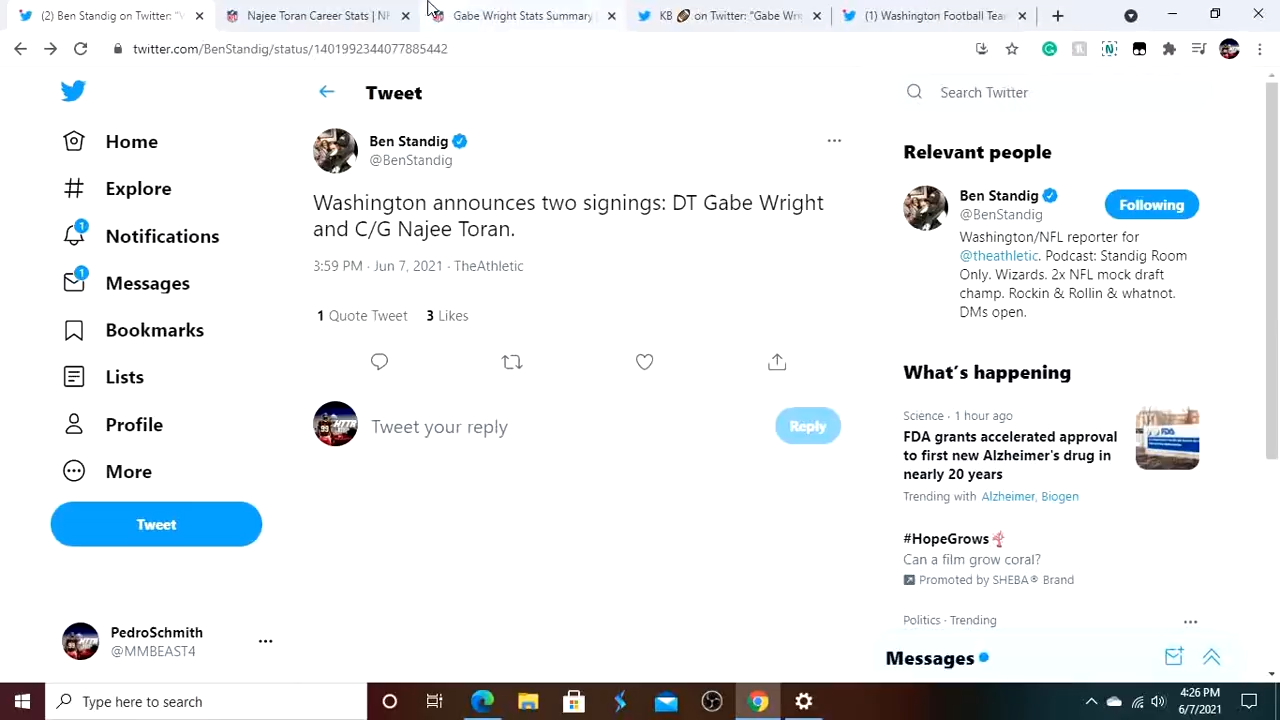 (2) Ben Standig on Twitter: "V
Najee Toran Career Stats | NF
Gabe Wright Stats Summary
KB 🏈 on Twitter: "Gabe Wri
(1) Washington Football Tea
twitter.com/BenStandig/status/1401992344077885442
Tweet
Search Twitter
Home
Explore
1
Notifications
1
Messages
Bookmarks
Lists
Profile
More
Tweet
PedroSchmith
@MMBEAST4
Ben Standig
@BenStandig
Washington announces two signings: DT Gabe Wright
and C/G Najee Toran.
3:59 PM · Jun 7, 2021 · TheAthletic
1 Quote Tweet 3 Likes
Tweet your reply
Reply
Relevant people
Ben Standig
@BenStandig
Following
Washington/NFL reporter for
@theathletic. Podcast: Standig Room
Only. Wizards. 2x NFL mock draft
champ. Rockin & Rollin & whatnot.
DMs open.
What's happening
Science · 1 hour ago
FDA grants accelerated approval
to first new Alzheimer's drug in
nearly 20 years
Trending with Alzheimer, Biogen
FDA
#HopeGrows
Can a film grow coral?
Promoted by SHEBA® Brand
Politics · Trending
Messages
Type here to search
4:26 PM
6/7/2021